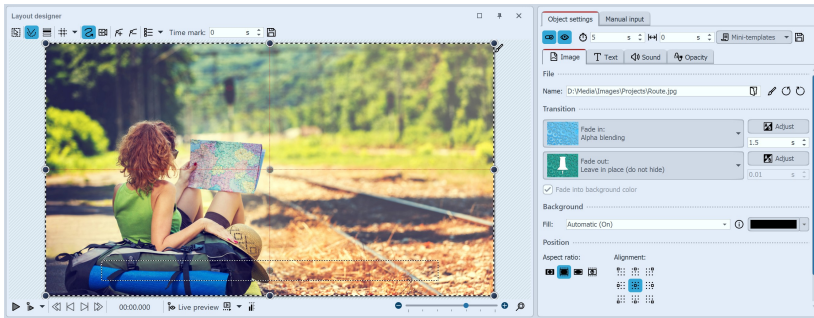 Layout designer
Time mark: 0 s
00:00.000
Live preview
Object settings
Manual input
5 s
0 s
Mini-templates
Image
Text
Sound
Opacity
File
Name: D:\Media\Images\Projects\Route.jpg
Transition
Fade in:
Alpha blending
Adjust
1.5 s
Fade out:
Leave in place (do not hide)
Adjust
0.01 s
Fade into background color
Background
Fill: Automatic (On)
Position
Aspect ratio: Alignment: